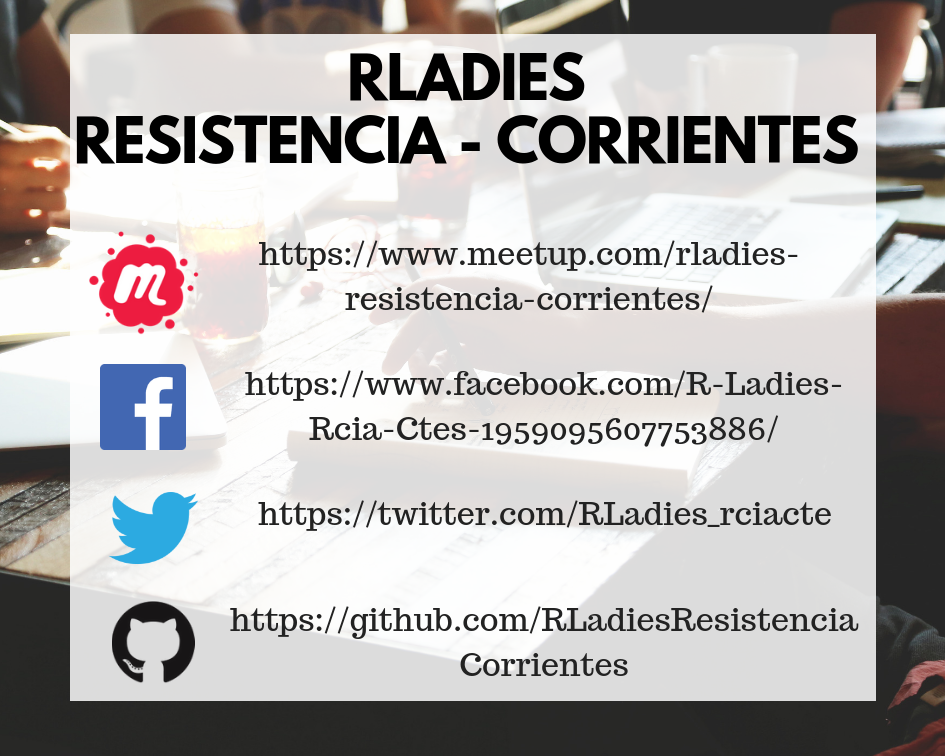 RLADIES
RESISTENCIA - CORRIENTES
https://www.meetup.com/rladies-
resistencia-corrientes/
https://www.facebook.com/R-Ladies-
Rcia-Ctes-1959095607753886/
https://twitter.com/RLadies_rciacte
https://github.com/RLadiesResistencia
Corrientes